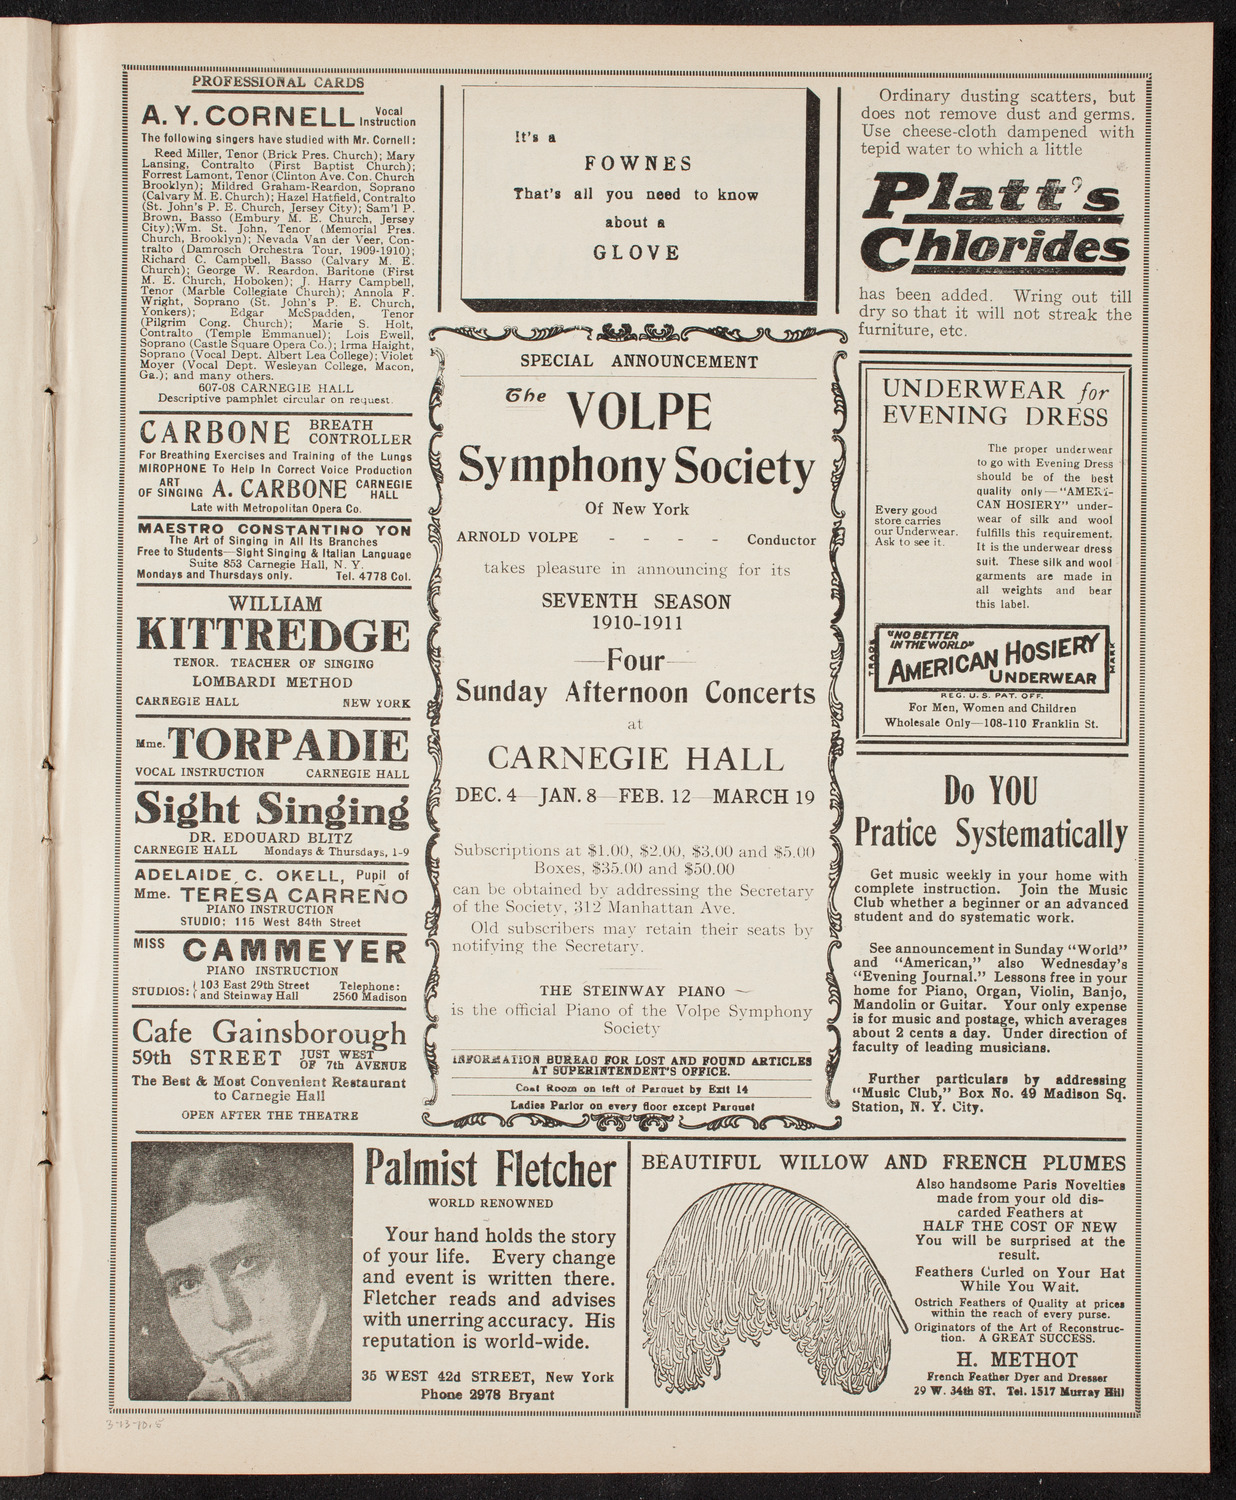 PROFESSIONAL CARDS
A. Y. CORNELL Vocal Instruction
The following singers have studied with Mr. Cornell:
Reed Miller, Tenor (Brick Pres. Church); Mary
Lansing, Contralto (First Baptist Church);
Forrest Lamont, Tenor (Clinton Ave. Con. Church
Brooklyn); Mildred Graham-Reardon, Soprano
(Calvary M. E. Church); Hazel Hatfield, Contralto
(St. John's P. E. Church, Jersey City); Sam'l P.
Brown, Basso (Embury M. E. Church, Jersey
City); Wm. St. John, Tenor (Memorial Pres.
Church, Brooklyn); Nevada Van der Veer, Con-
tralto (Damrosch Orchestra Tour, 1909-1910);
Richard C. Campbell, Basso (Calvary M. E.
Church); George W. Reardon, Baritone (First
M. E. Church, Hoboken); J. Harry Campbell,
Tenor (Marble Collegiate Church); Annola F.
Wright, Soprano (St. John's P. E. Church,
Yonkers); Edgar McSpadden, Tenor
(Pilgrim Cong. Church); Marie S. Holt,
Contralto (Temple Emmanuel); Lois Ewell,
Soprano (Castle Square Opera Co.); Irma Haight,
Soprano (Vocal Dept. Albert Lea College); Violet
Moyer (Vocal Dept. Wesleyan College, Macon,
Ga.); and many others.
607-08 CARNEGIE HALL
Descriptive pamphlet circular on request.
CARBONE BREATH CONTROLLER
For Breathing Exercises and Training of the Lungs
MIROPHONE To Help In Correct Voice Production
ART OF SINGING A. CARBONE CARNEGIE HALL
Late with Metropolitan Opera Co.
MAESTRO CONSTANTINO YON
The Art of Singing in All Its Branches
Free to Students—Sight Singing & Italian Language
Suite 853 Carnegie Hall, N. Y.
Mondays and Thursdays only. Tel. 4778 Col.
WILLIAM
KITTREDGE
TENOR. TEACHER OF SINGING
LOMBARDI METHOD
CARNEGIE HALL NEW YORK
Mme. TORPADIE
VOCAL INSTRUCTION CARNEGIE HALL
Sight Singing
DR. EDOUARD BLITZ
CARNEGIE HALL Mondays & Thursdays, 1-9
ADELAIDE C. OKELL, Pupil of
Mme. TERESA CARREÑO
PIANO INSTRUCTION
STUDIO: 115 West 84th Street
MISS CAMMEYER
PIANO INSTRUCTION
STUDIOS: { 103 East 29th Street Telephone:
and Steinway Hall 2560 Madison
Cafe Gainsborough
59th STREET JUST WEST OF 7th AVENUE
The Best & Most Convenient Restaurant
to Carnegie Hall
OPEN AFTER THE THEATRE
It's a
FOWNES
That's all you need to know
about a
GLOVE
SPECIAL ANNOUNCEMENT
The VOLPE
Symphony Society
Of New York
ARNOLD VOLPE - - - - Conductor
takes pleasure in announcing for its
SEVENTH SEASON
1910-1911
—Four—
Sunday Afternoon Concerts
at
CARNEGIE HALL
DEC. 4—JAN. 8—FEB. 12—MARCH 19
Subscriptions at $1.00, $2.00, $3.00 and $5.00
Boxes, $35.00 and $50.00
can be obtained by addressing the Secretary
of the Society, 312 Manhattan Ave.
Old subscribers may retain their seats by
notifying the Secretary.
THE STEINWAY PIANO
is the official Piano of the Volpe Symphony
Society
INFORMATION BUREAU FOR LOST AND FOUND ARTICLES
AT SUPERINTENDENT'S OFFICE.
Coat Room on left of Parquet by Exit 14
Ladies Parlor on every floor except Parquet
Ordinary dusting scatters, but
does not remove dust and germs.
Use cheese-cloth dampened with
tepid water to which a little
Platt's
Chlorides
has been added. Wring out till
dry so that it will not streak the
furniture, etc.
UNDERWEAR for
EVENING DRESS
Every good
store carries
our Underwear.
Ask to see it.
The proper underwear
to go with Evening Dress
should be of the best
quality only—"AMERI-
CAN HOSIERY" under-
wear of silk and wool
fulfills this requirement.
It is the underwear dress
suit. These silk and wool
garments are made in
all weights and bear
this label.
"NO BETTER
IN THE WORLD"
TRADE AMERICAN HOSIERY MARK
UNDERWEAR
REG. U. S. PAT. OFF.
For Men, Women and Children
Wholesale Only—108-110 Franklin St.
Do YOU
Pratice Systematically
Get music weekly in your home with
complete instruction. Join the Music
Club whether a beginner or an advanced
student and do systematic work.
See announcement in Sunday "World"
and "American," also Wednesday's
"Evening Journal." Lessons free in your
home for Piano, Organ, Violin, Banjo,
Mandolin or Guitar. Your only expense
is for music and postage, which averages
about 2 cents a day. Under direction of
faculty of leading musicians.
Further particulars by addressing
"Music Club," Box No. 49 Madison Sq.
Station, N. Y. City.
Palmist Fletcher
WORLD RENOWNED
Your hand holds the story
of your life. Every change
and event is written there.
Fletcher reads and advises
with unerring accuracy. His
reputation is world-wide.
35 WEST 42d STREET, New York
Phone 2978 Bryant
BEAUTIFUL WILLOW AND FRENCH PLUMES
Also handsome Paris Novelties
made from your old dis-
carded Feathers at
HALF THE COST OF NEW
You will be surprised at the
result.
Feathers Curled on Your Hat
While You Wait.
Ostrich Feathers of Quality at prices
within the reach of every purse.
Originators of the Art of Reconstruc-
tion. A GREAT SUCCESS.
H. METHOT
French Feather Dyer and Dresser
29 W. 34th ST. Tel. 1517 Murray Hill
3-13-10.5